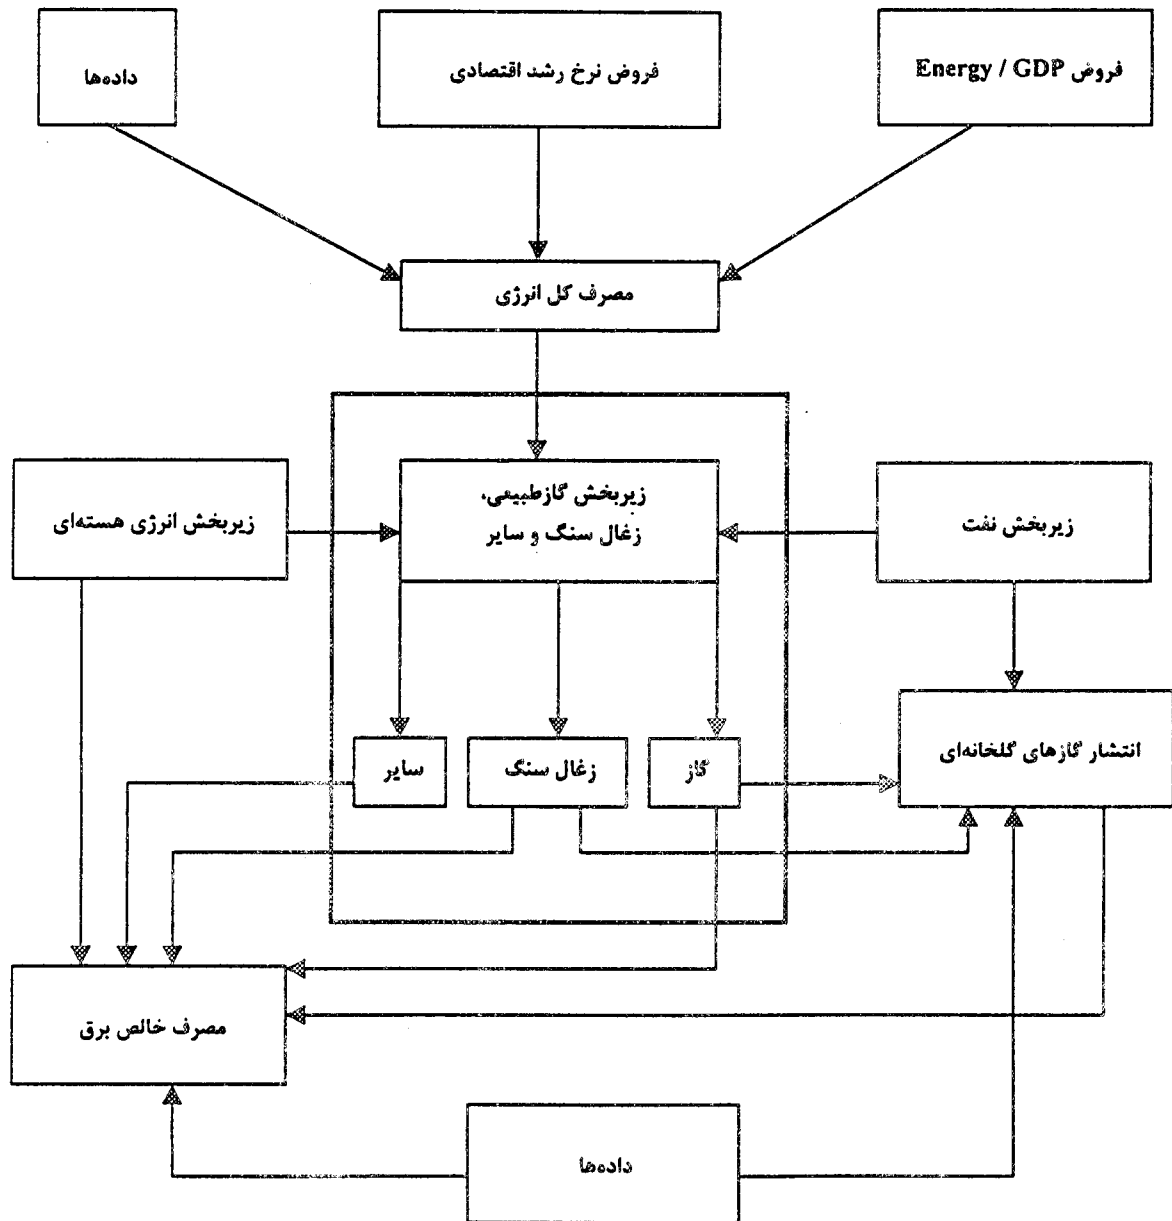 فروض Energy / GDP
فروض نرخ رشد اقتصادی
داده‌ها
مصرف کل انرژی
زیربخش نفت
زیربخش گازطبیعی،
زغال سنگ و سایر
زیربخش انرژی هسته‌ای
انتشار گازهای گلخانه‌ای
گاز
زغال سنگ
سایر
مصرف خالص برق
داده‌ها